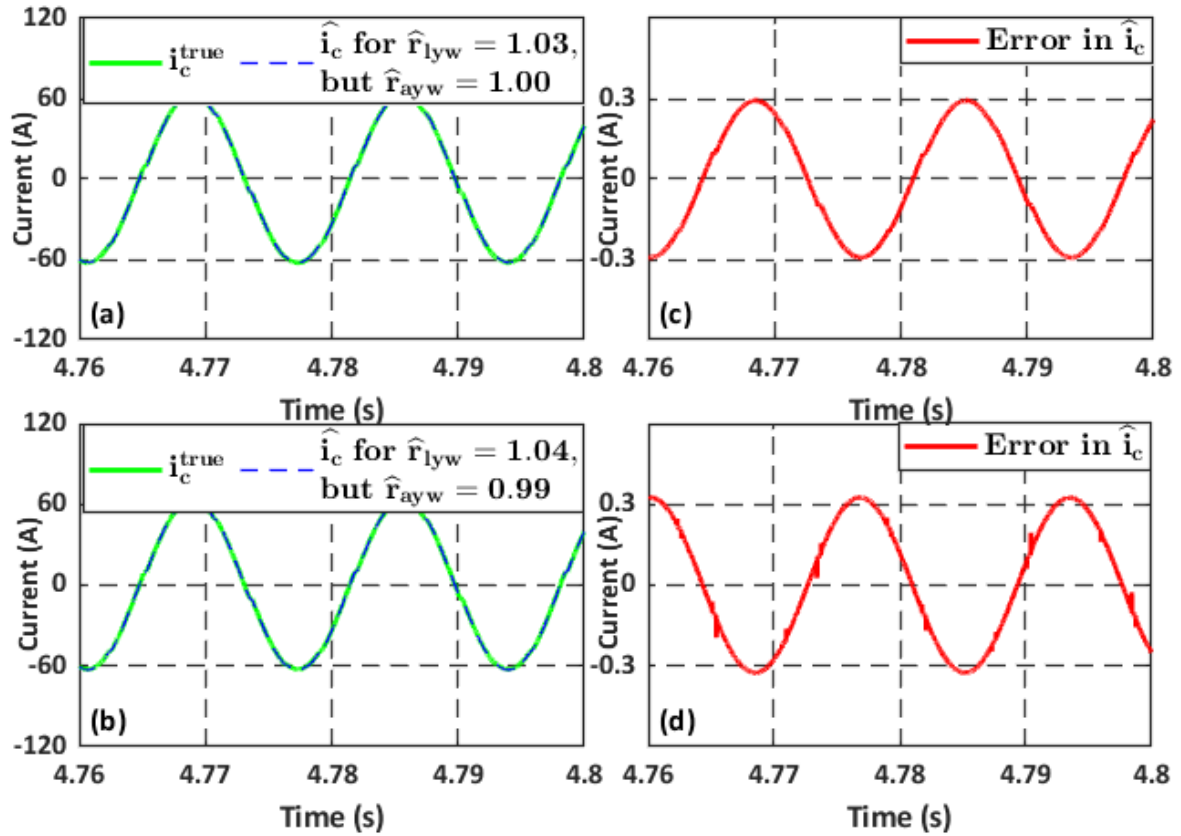 120
60
0
-60
-120
Current (A)
i_c^true
î_c for r̂_lyw = 1.03,
but r̂_ayw = 1.00
(a)
4.76 4.77 4.78 4.79 4.8
Time (s)
0.3
0
-0.3
Current (A)
Error in î_c
(c)
4.76 4.77 4.78 4.79 4.8
Time (s)
120
60
0
-60
-120
Current (A)
i_c^true
î_c for r̂_lyw = 1.04,
but r̂_ayw = 0.99
(b)
4.76 4.77 4.78 4.79 4.8
Time (s)
0.3
0
-0.3
Current (A)
Error in î_c
(d)
4.76 4.77 4.78 4.79 4.8
Time (s)